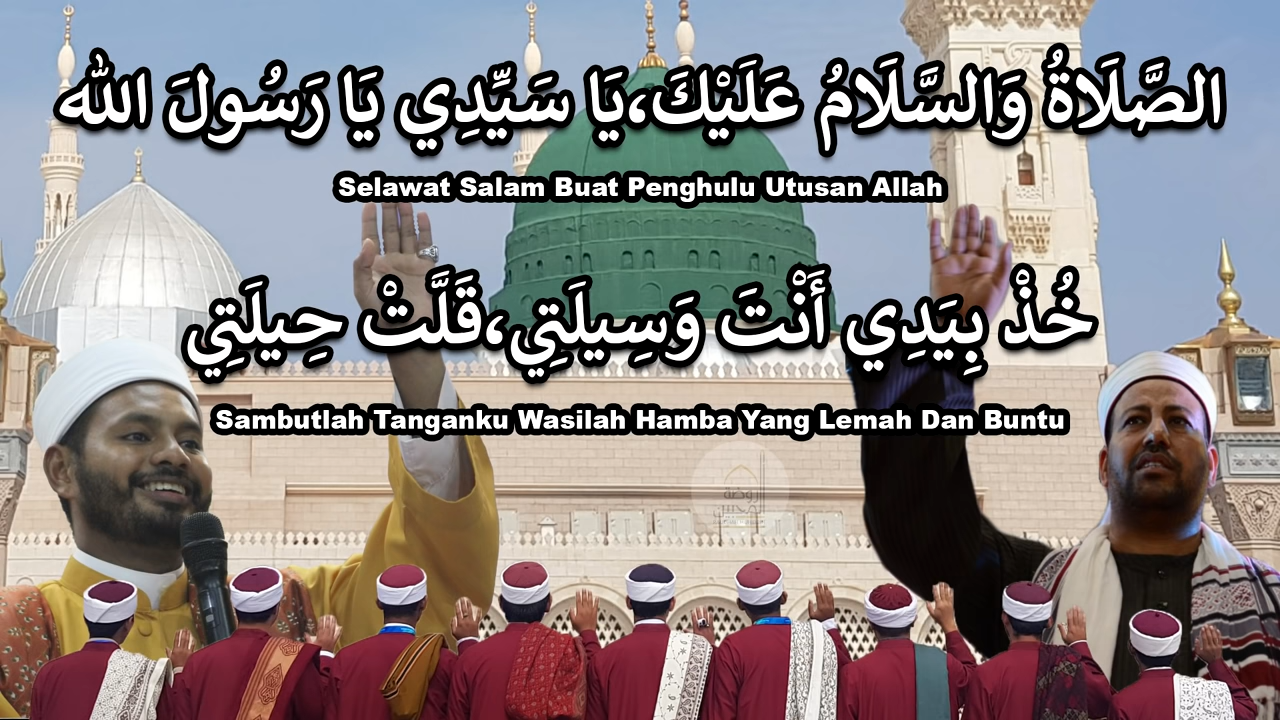 الصَّلَاةُ وَالسَّلَامُ عَلَيْكَ،يَا سَيِّدِي يَا رَسُولَ الله
Selawat Salam Buat Penghulu Utusan Allah
خُذْ بِيَدِي أَنْتَ وَسِيلَتِي،قَلَّتْ حِيلَتِي
Sambutlah Tanganku Wasilah Hamba Yang Lemah Dan Buntu